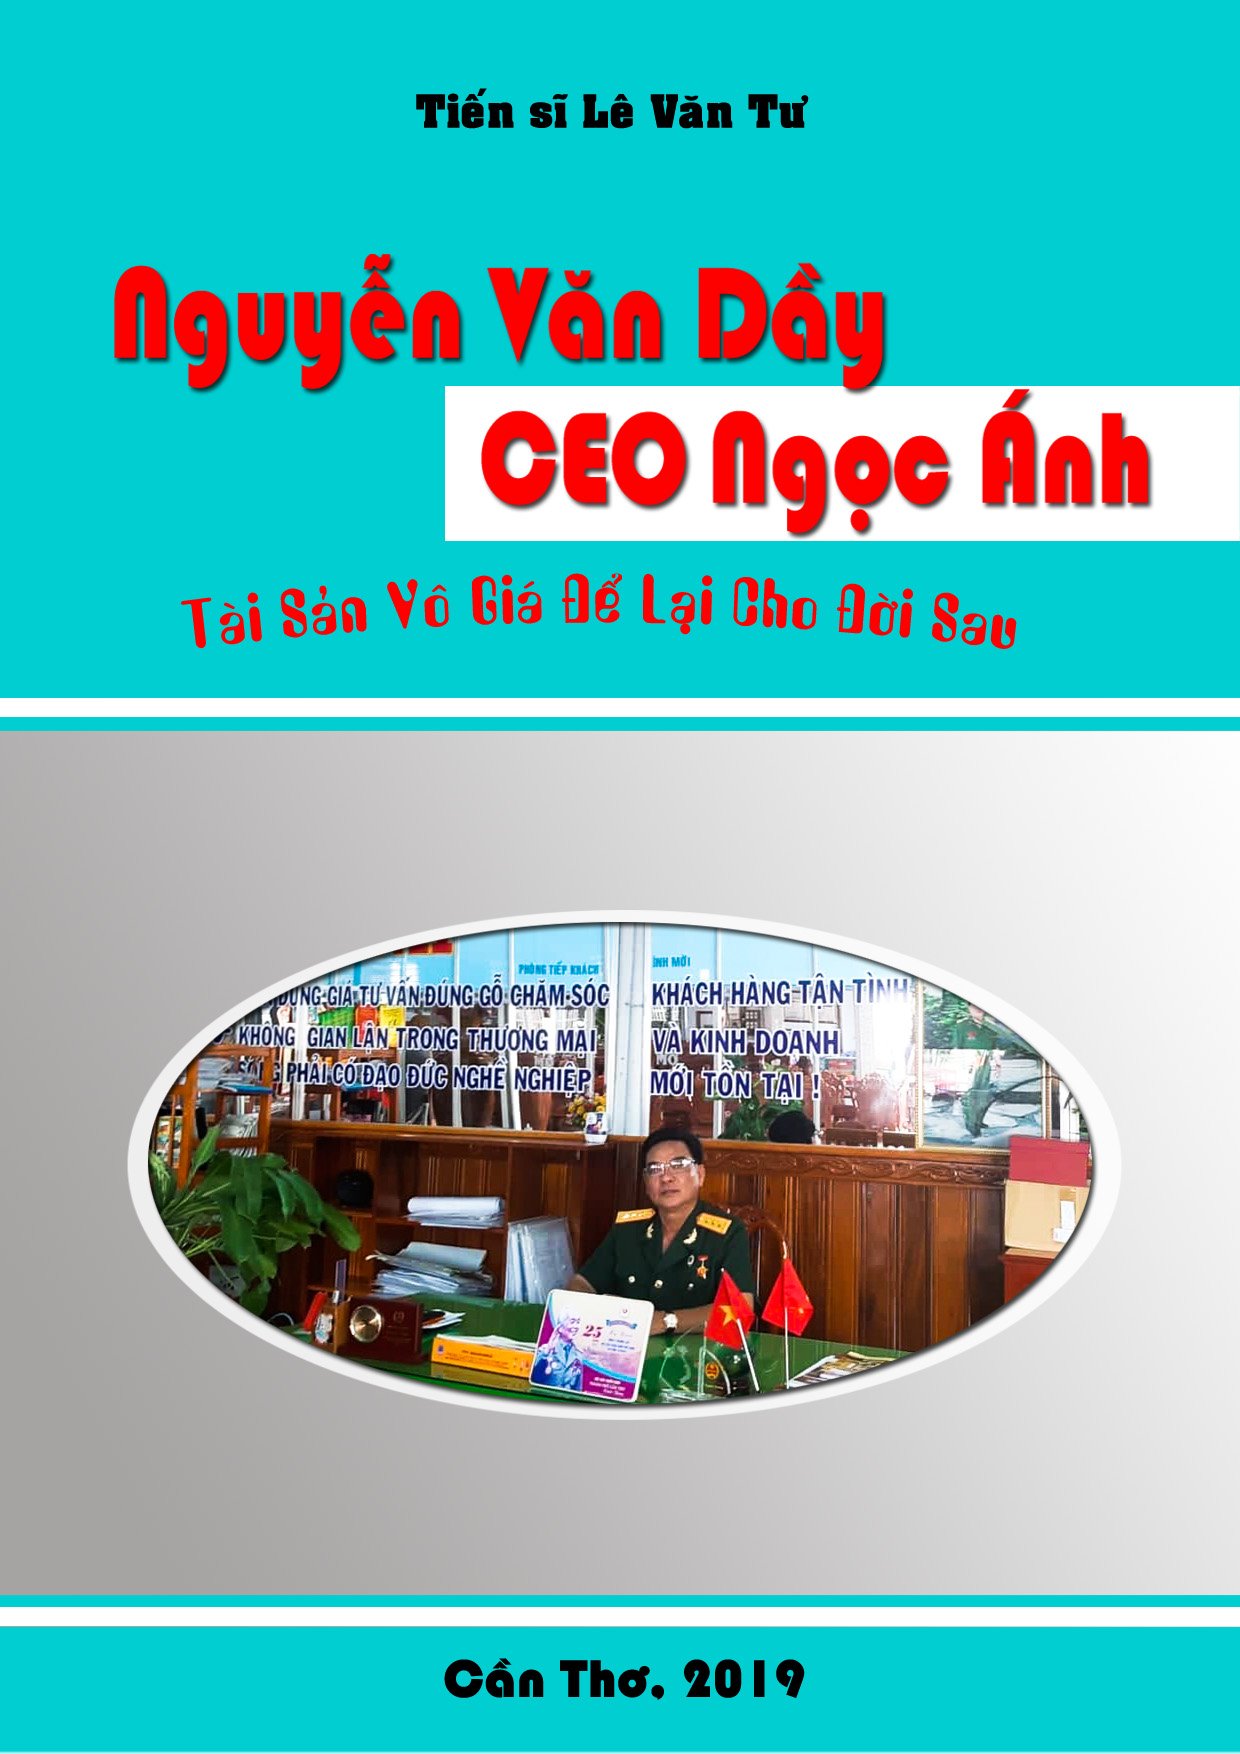 Tiến sĩ Lê Văn Tư
Nguyễn Văn Dầy
CEO Ngọc Ánh
Tài Sản Vô Giá Để Lại Cho Đời Sau
PHÒNG TIẾP KHÁCH KÍNH MỜI
ĐÚNG GIÁ TƯ VẤN ĐÚNG GỖ CHĂM SÓC KHÁCH HÀNG TẬN TÌNH
KHÔNG GIAN LẬN TRONG THƯƠNG MẠI VÀ KINH DOANH
SỐNG PHẢI CÓ ĐẠO ĐỨC NGHỀ NGHIỆP MỚI TỒN TẠI !
25
Cần Thơ, 2019